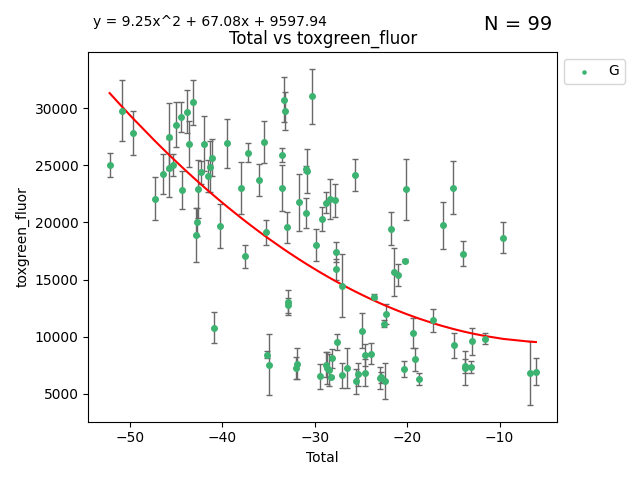 y = 9.25x^2 + 67.08x + 9597.94
N = 99
Total vs toxgreen_fluor
G
30000
25000
20000
15000
10000
5000
toxgreen_fluor
−50
−40
−30
−20
−10
Total